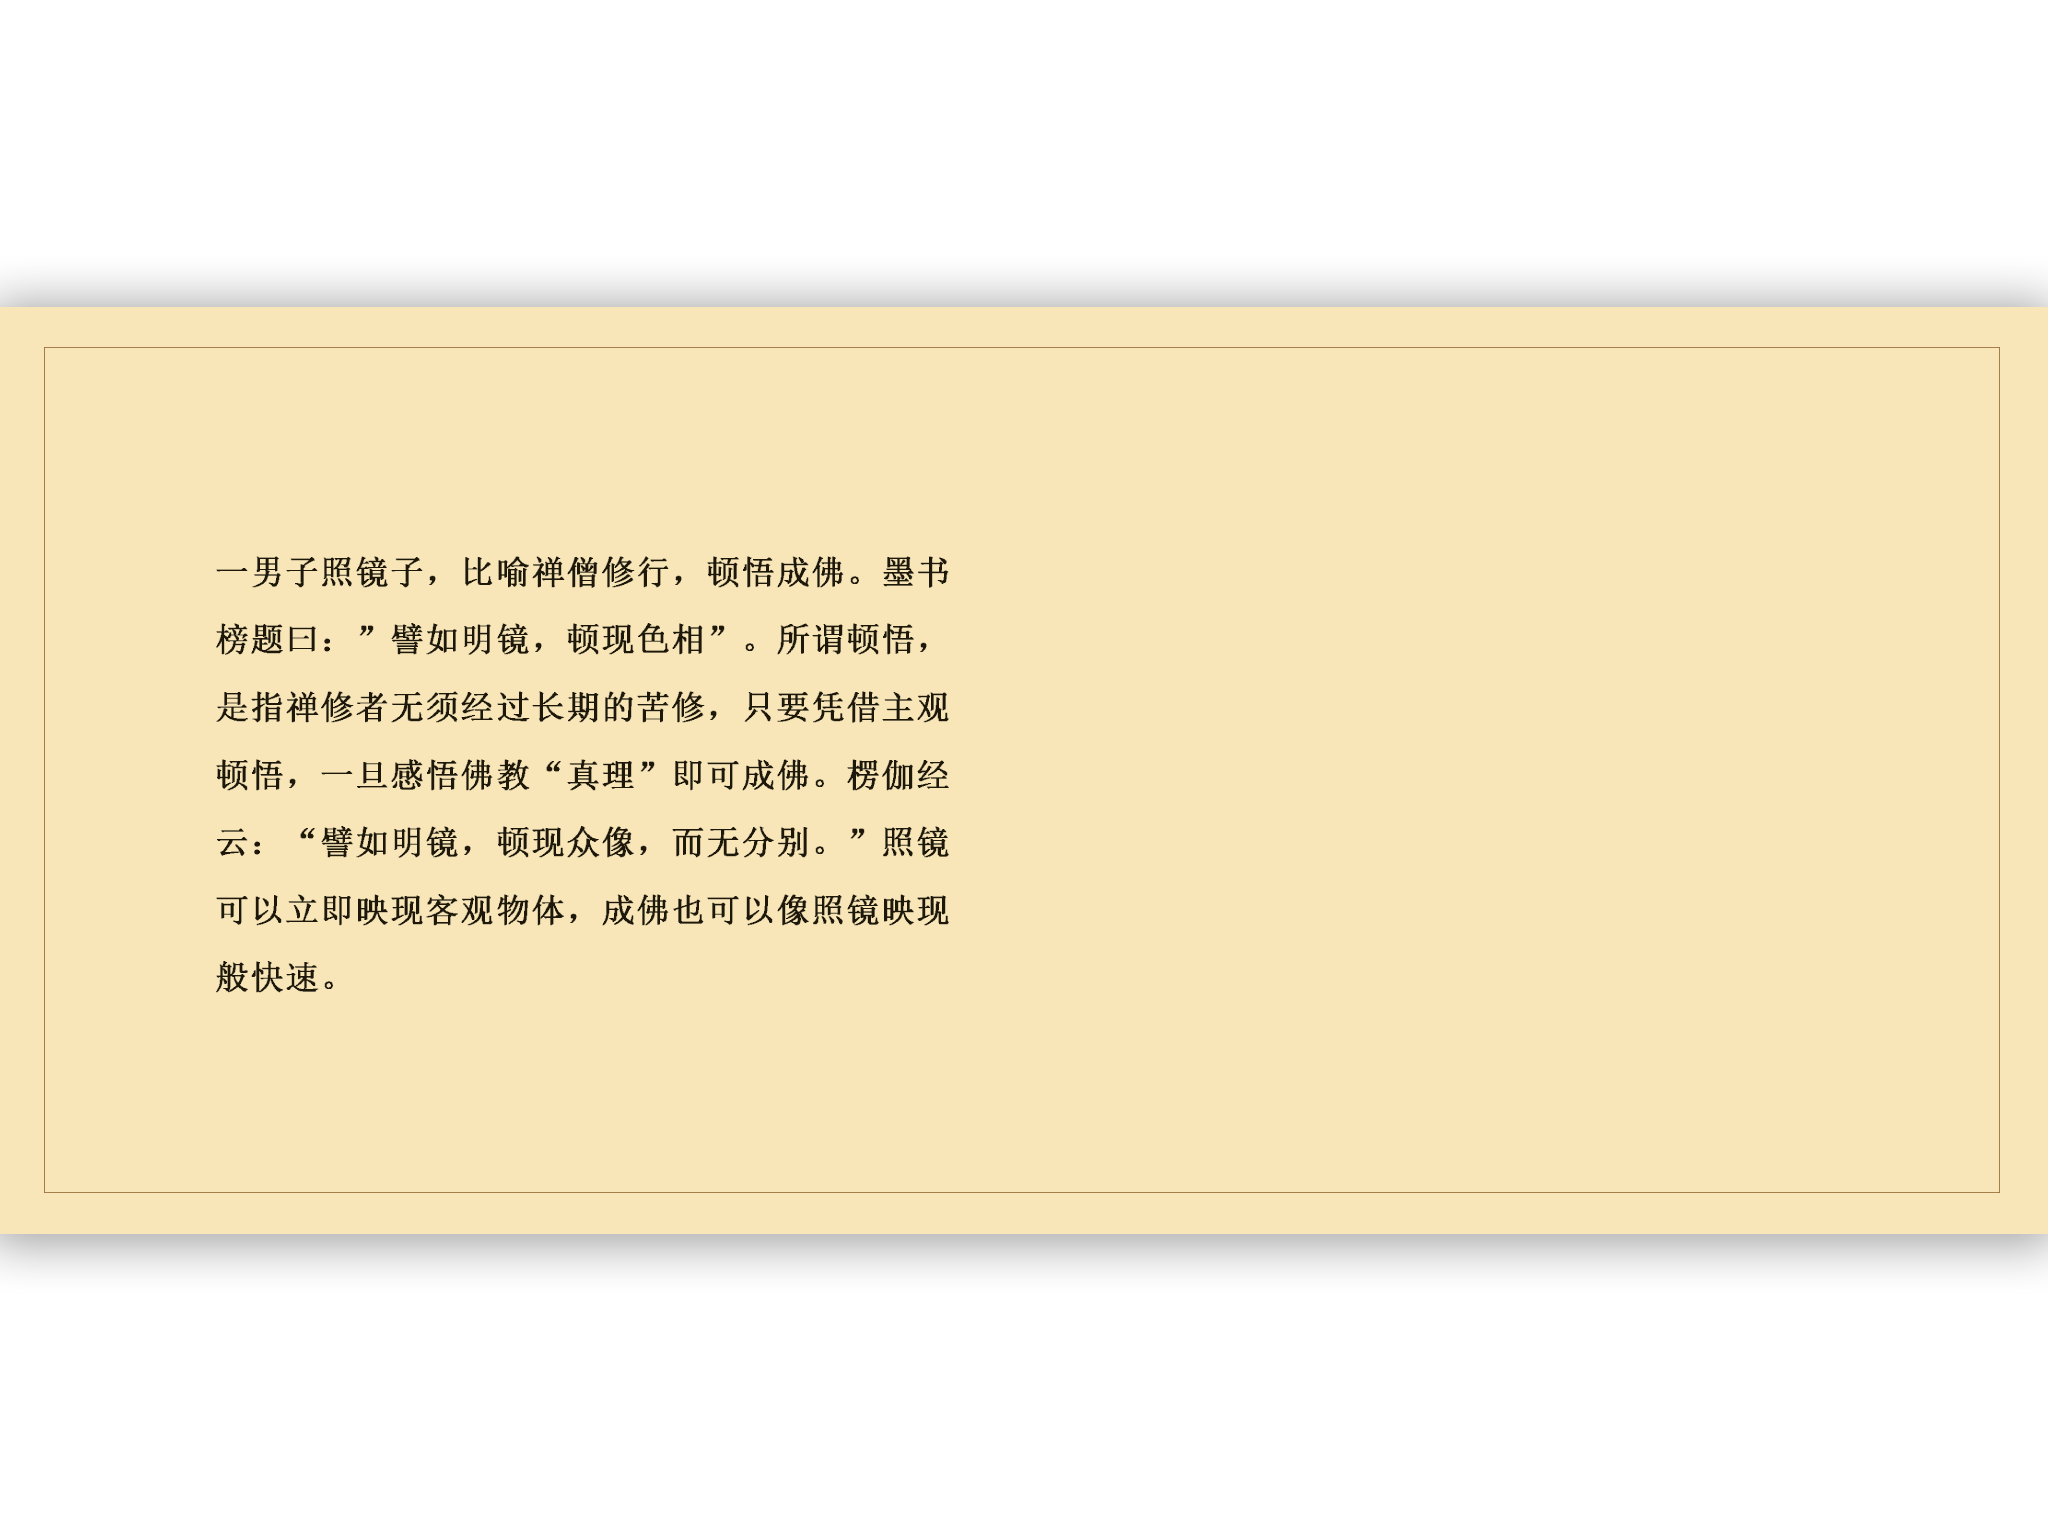 一男子照镜子，比喻禅僧修行，顿悟成佛。墨书
榜题曰：”譬如明镜，顿现色相”。所谓顿悟，
是指禅修者无须经过长期的苦修，只要凭借主观
顿悟，一旦感悟佛教“真理”即可成佛。楞伽经
云：“譬如明镜，顿现众像，而无分别。”照镜
可以立即映现客观物体，成佛也可以像照镜映现
般快速。